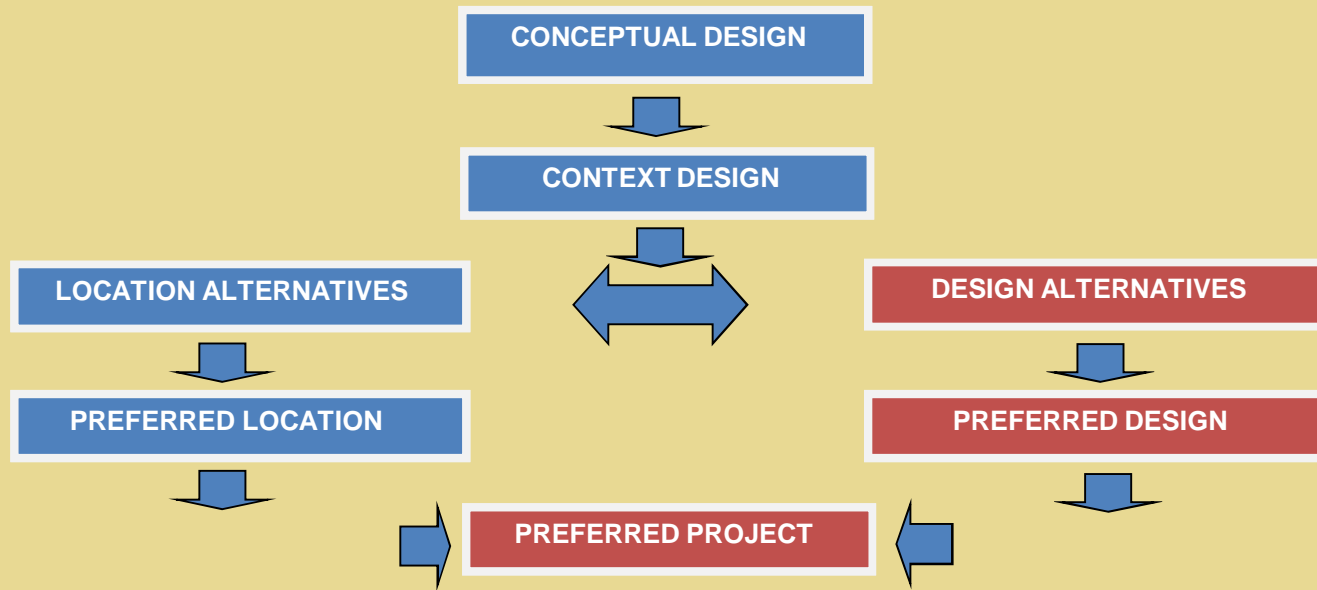 CONCEPTUAL DESIGN
CONTEXT DESIGN
LOCATION ALTERNATIVES
DESIGN ALTERNATIVES
PREFERRED LOCATION
PREFERRED DESIGN
PREFERRED PROJECT